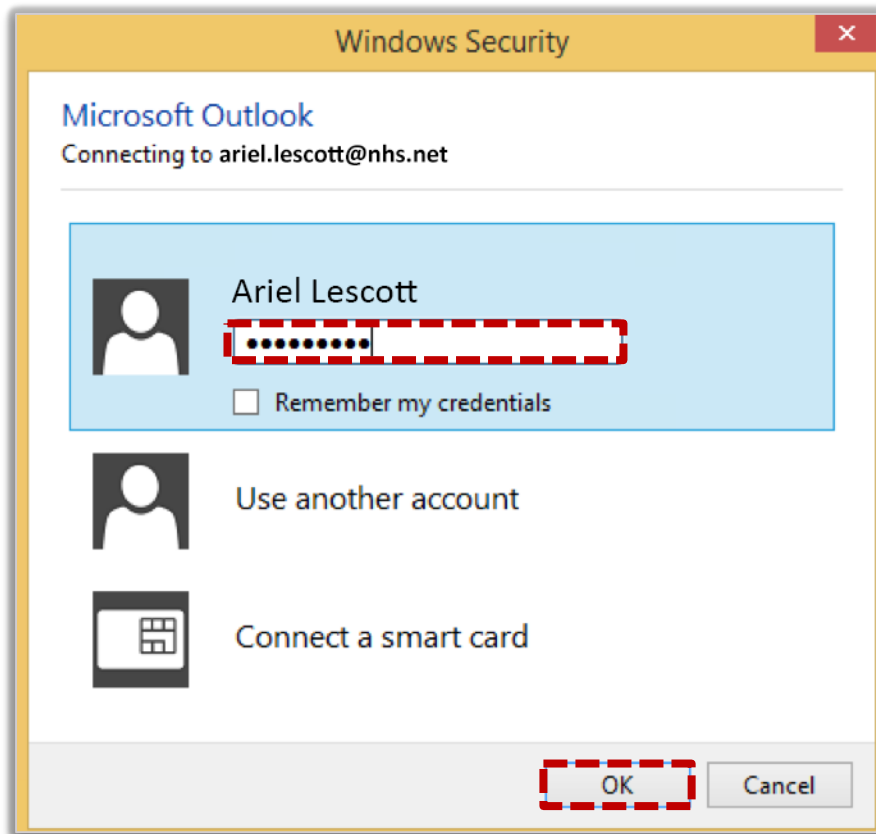 Windows Security
Microsoft Outlook
Connecting to ariel.lescott@nhs.net
Ariel Lescott
•••••••••
Remember my credentials
Use another account
Connect a smart card
OK Cancel